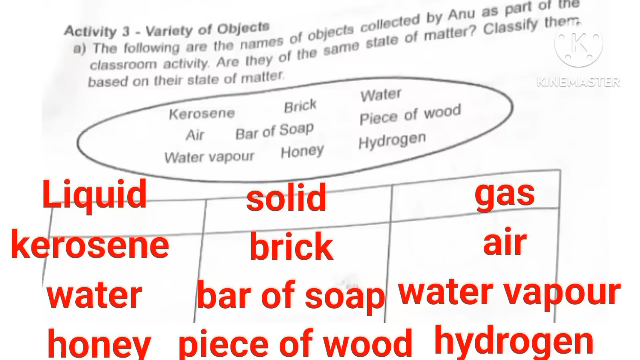 Activity 3 - Variety of Objects
a) The following are the names of objects collected by Anu as part of the
classroom activity. Are they of the same state of matter? Classify them
based on their state of matter.
KINEMASTER
Kerosene Brick Water
Air Bar of Soap Piece of wood
Water vapour Honey Hydrogen
Liquid solid gas
kerosene brick air
water bar of soap water vapour
honey piece of wood hydrogen